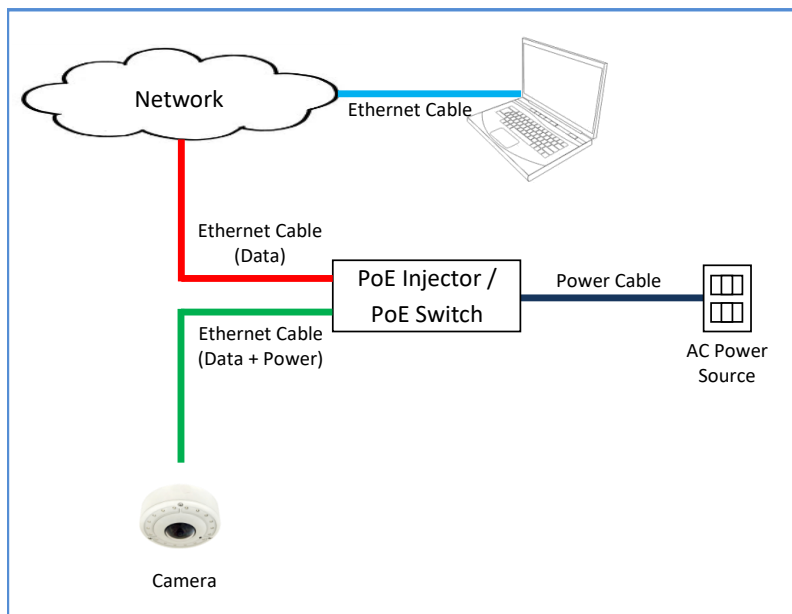 Network
Ethernet Cable
Ethernet Cable
(Data)
PoE Injector /
PoE Switch
Power Cable
Ethernet Cable
(Data + Power)
AC Power
Source
Camera